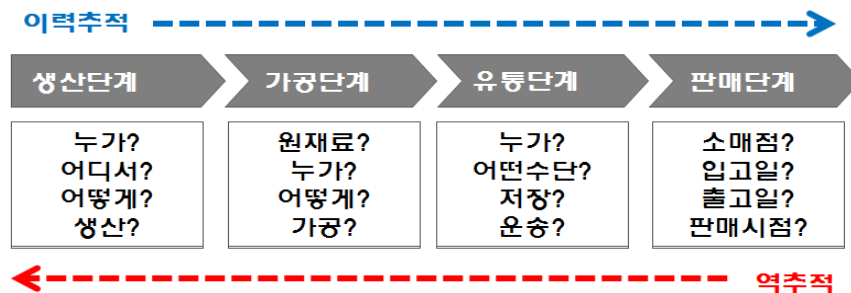 이력추적
생산단계
가공단계
유통단계
판매단계
누가?
어디서?
어떻게?
생산?
원재료?
누가?
어떻게?
가공?
누가?
어떤수단?
저장?
운송?
소매점?
입고일?
출고일?
판매시점?
역추적